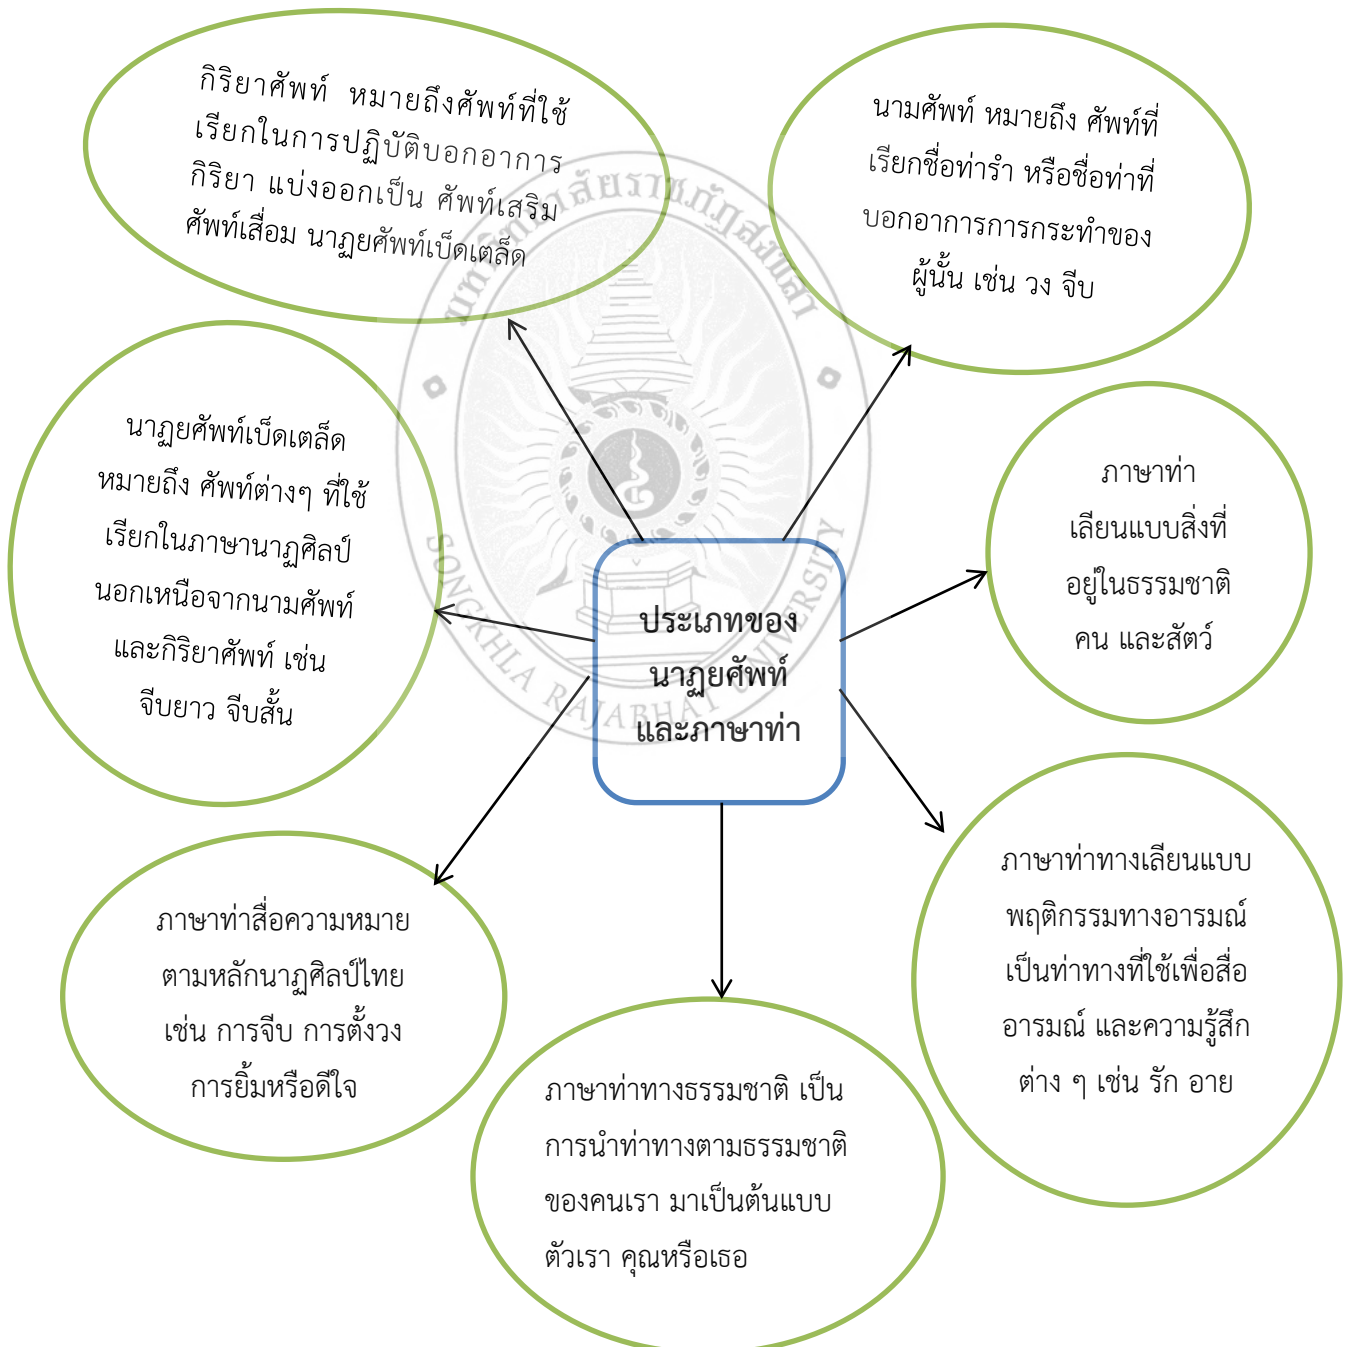 กิริยาศัพท์ หมายถึงศัพท์ที่ใช้
เรียกในการปฏิบัติบอกอาการ
กิริยา แบ่งออกเป็น ศัพท์เสริม
ศัพท์เสื่อม นาฏยศัพท์เบ็ดเตล็ด
นามศัพท์ หมายถึง ศัพท์ที่
เรียกชื่อท่ารำ หรือชื่อท่าที่
บอกอาการการกระทำของ
ผู้นั้น เช่น วง จีบ
นาฏยศัพท์เบ็ดเตล็ด
หมายถึง ศัพท์ต่างๆ ที่ใช้
เรียกในภาษานาฏศิลป์
นอกเหนือจากนามศัพท์
และกิริยาศัพท์ เช่น
จีบยาว จีบสั้น
ภาษาท่า
เลียนแบบสิ่งที่
อยู่ในธรรมชาติ
คน และสัตว์
ประเภทของ
นาฏยศัพท์
และภาษาท่า
ภาษาท่าสื่อความหมาย
ตามหลักนาฏศิลป์ไทย
เช่น การจีบ การตั้งวง
การยิ้มหรือดีใจ
ภาษาท่าทางเลียนแบบ
พฤติกรรมทางอารมณ์
เป็นท่าทางที่ใช้เพื่อสื่อ
อารมณ์ และความรู้สึก
ต่าง ๆ เช่น รัก อาย
ภาษาท่าทางธรรมชาติ เป็น
การนำท่าทางตามธรรมชาติ
ของคนเรา มาเป็นต้นแบบ
ตัวเรา คุณหรือเธอ
มหาวิทยาลัยราชภัฏสงขลา
SONGKHLA RAJABHAT UNIVERSITY